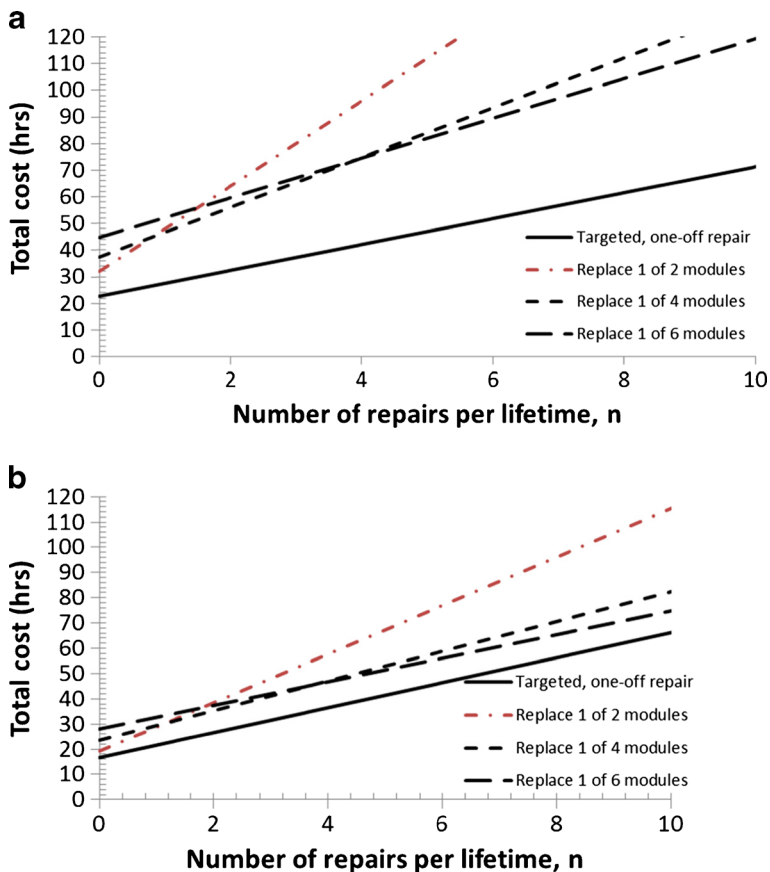 a
120
110
100
90
80
70
60
50
40
30
20
10
0
Total cost (hrs)
Targeted, one-off repair
Replace 1 of 2 modules
Replace 1 of 4 modules
Replace 1 of 6 modules
0 2 4 6 8 10
Number of repairs per lifetime, n
b
120
110
100
90
80
70
60
50
40
30
20
10
0
Total cost (hrs)
Targeted, one-off repair
Replace 1 of 2 modules
Replace 1 of 4 modules
Replace 1 of 6 modules
0 2 4 6 8 10
Number of repairs per lifetime, n